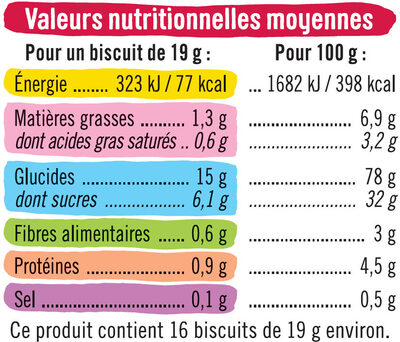 Valeurs nutritionnelles moyennes
Pour un biscuit de 19 g : Pour 100 g :
Énergie ........ 323 kJ / 77 kcal ... 1682 kJ / 398 kcal
Matières grasses .......... 1,3 g ..................... 6,9 g
dont acides gras saturés .. 0,6 g ..................... 3,2 g
Glucides ...................... 15 g ..................... 78 g
dont sucres .................. 6,1 g ..................... 32 g
Fibres alimentaires ...... 0,6 g ..................... 3 g
Protéines .................... 0,9 g ..................... 4,5 g
Sel .............................. 0,1 g ..................... 0,5 g
Ce produit contient 16 biscuits de 19 g environ.